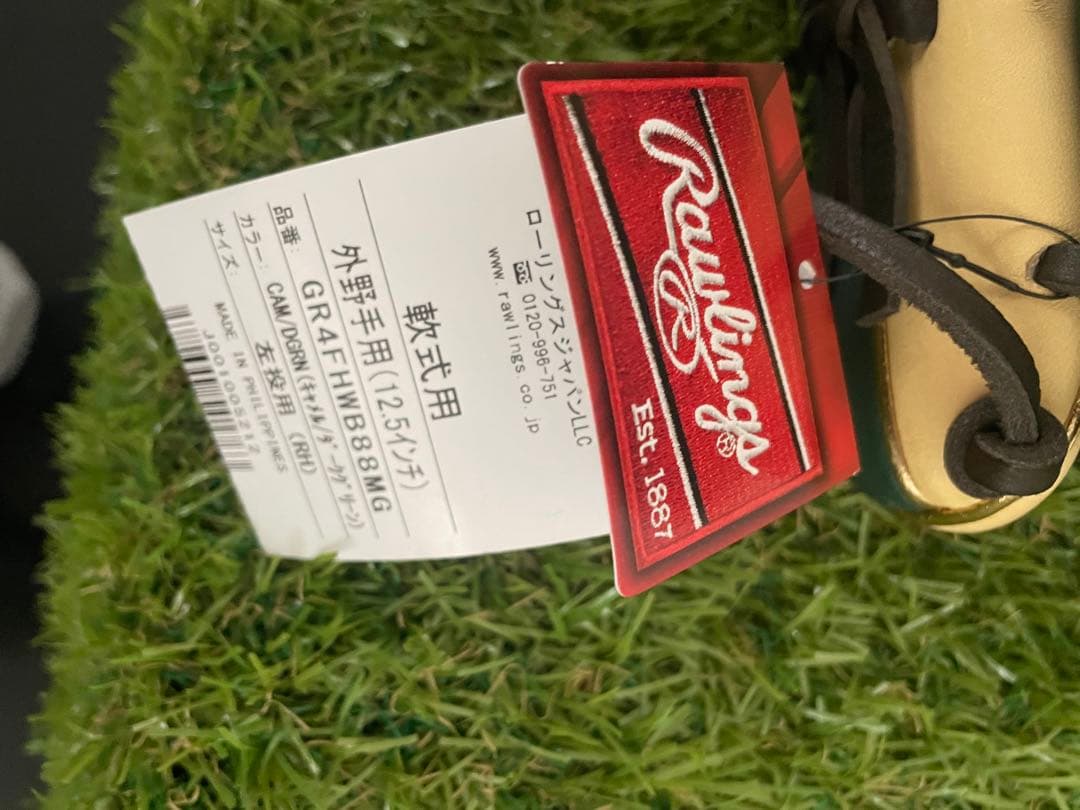 Rawlings
R
Est. 1887
ローリングスジャパンLLC
0120-996-751
www.rawlings.co.jp
軟式用
外野手用(12.5インチ)
品番: GR4FHWB88MG
カラー: CAM/DGRN(ｷｬﾒﾙ/ﾀﾞｰｸｸﾞﾘｰﾝ)
サイズ: 左投用 (RH)
MADE IN PHILIPPINES